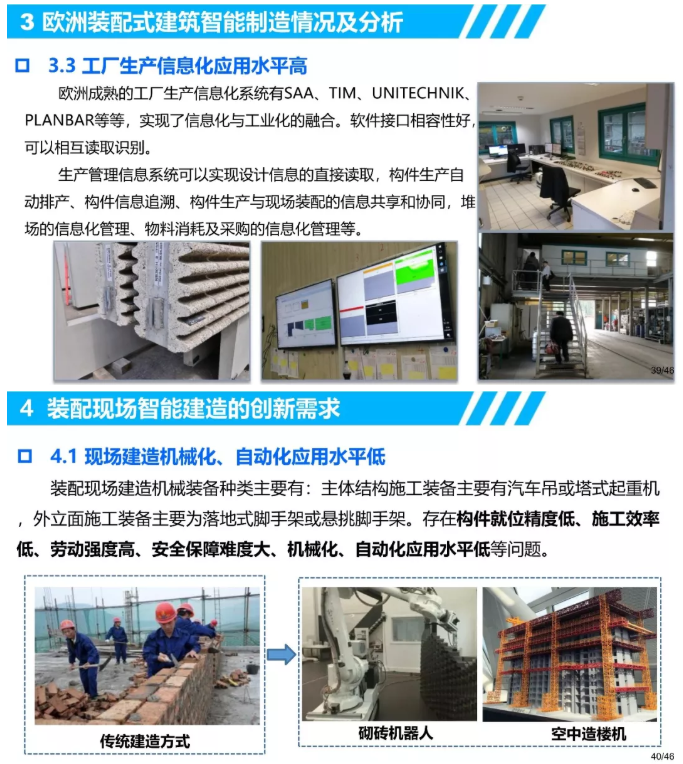 3 欧洲装配式建筑智能制造情况及分析
3.3 工厂生产信息化应用水平高
欧洲成熟的工厂生产信息化系统有SAA、TIM、UNITECHNIK、
PLANBAR等等，实现了信息化与工业化的融合。软件接口相容性好，
可以相互读取识别。
生产管理信息系统可以实现设计信息的直接读取，构件生产自
动排产、构件信息追溯、构件生产与现场装配的信息共享和协同，堆
场的信息化管理、物料消耗及采购的信息化管理等。
39/46
4 装配现场智能建造的创新需求
4.1 现场建造机械化、自动化应用水平低
装配现场建造机械装备种类主要有：主体结构施工装备主要有汽车吊或塔式起重机
，外立面施工装备主要为落地式脚手架或悬挑脚手架。存在构件就位精度低、施工效率
低、劳动强度高、安全保障难度大、机械化、自动化应用水平低等问题。
传统建造方式
砌砖机器人
空中造楼机
40/46